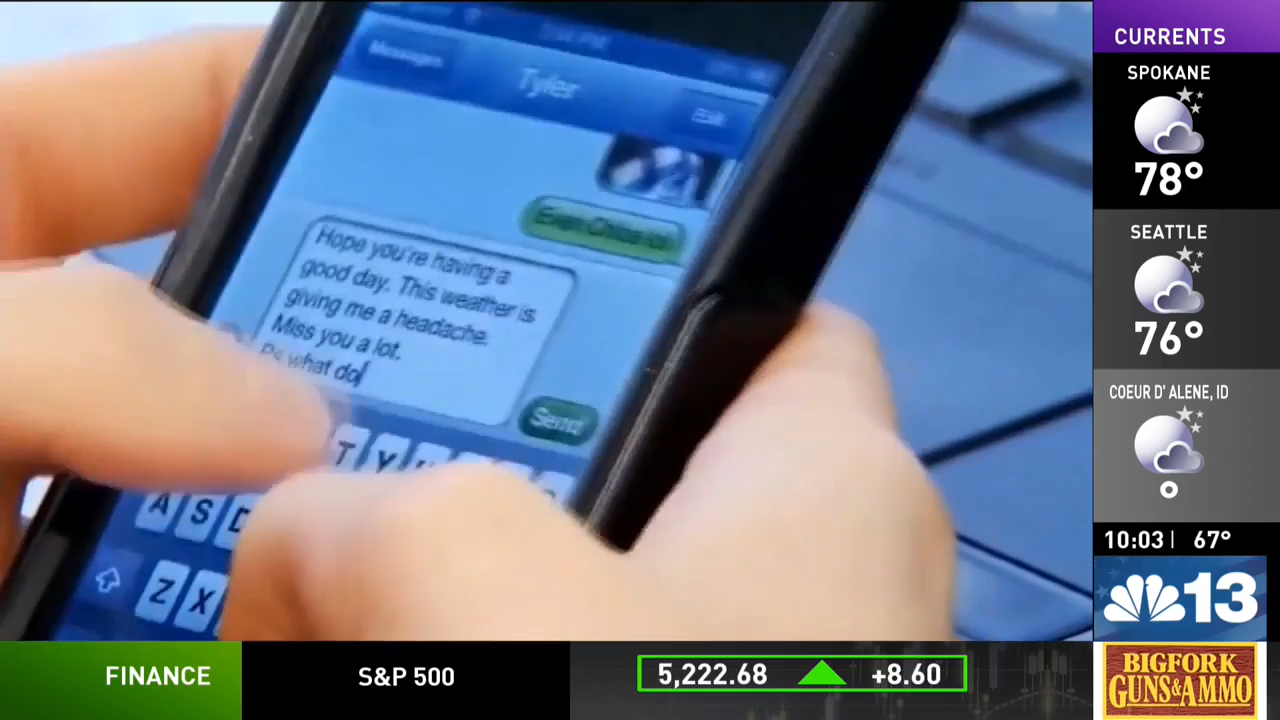 Messages
Tyler
Edit
Hope you're having a
good day. This weather is
giving me a headache.
Miss you a lot.
what do
Send
T Y
A S D
Z X
CURRENTS
SPOKANE
78°
SEATTLE
76°
COEUR D'ALENE, ID
°
10:03 | 67°
13
FINANCE
S&P 500
5,222.68
+8.60
BIGFORK
GUNS&AMMO